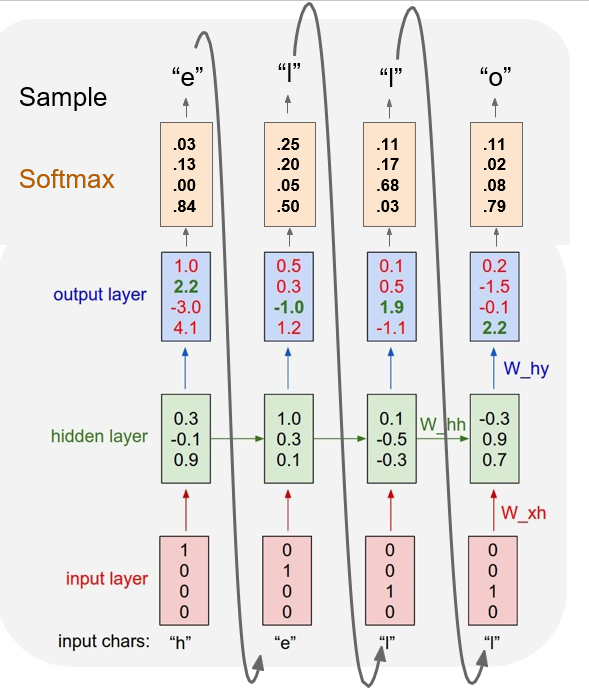 “e” “l” “l” “o”
Sample
.03 .25 .11 .11
.13 .20 .17 .02
Softmax
.00 .05 .68 .08
.84 .50 .03 .79
1.0 0.5 0.1 0.2
2.2 0.3 0.5 -1.5
output layer
-3.0 -1.0 1.9 -0.1
4.1 1.2 -1.1 2.2
W_hy
0.3 1.0 0.1 -0.3
W_hh
hidden layer
-0.1 0.3 -0.5 0.9
0.9 0.1 -0.3 0.7
W_xh
1 0 0 0
0 1 0 0
input layer
0 0 1 1
0 0 0 0
input chars: “h” “e” “l” “l”